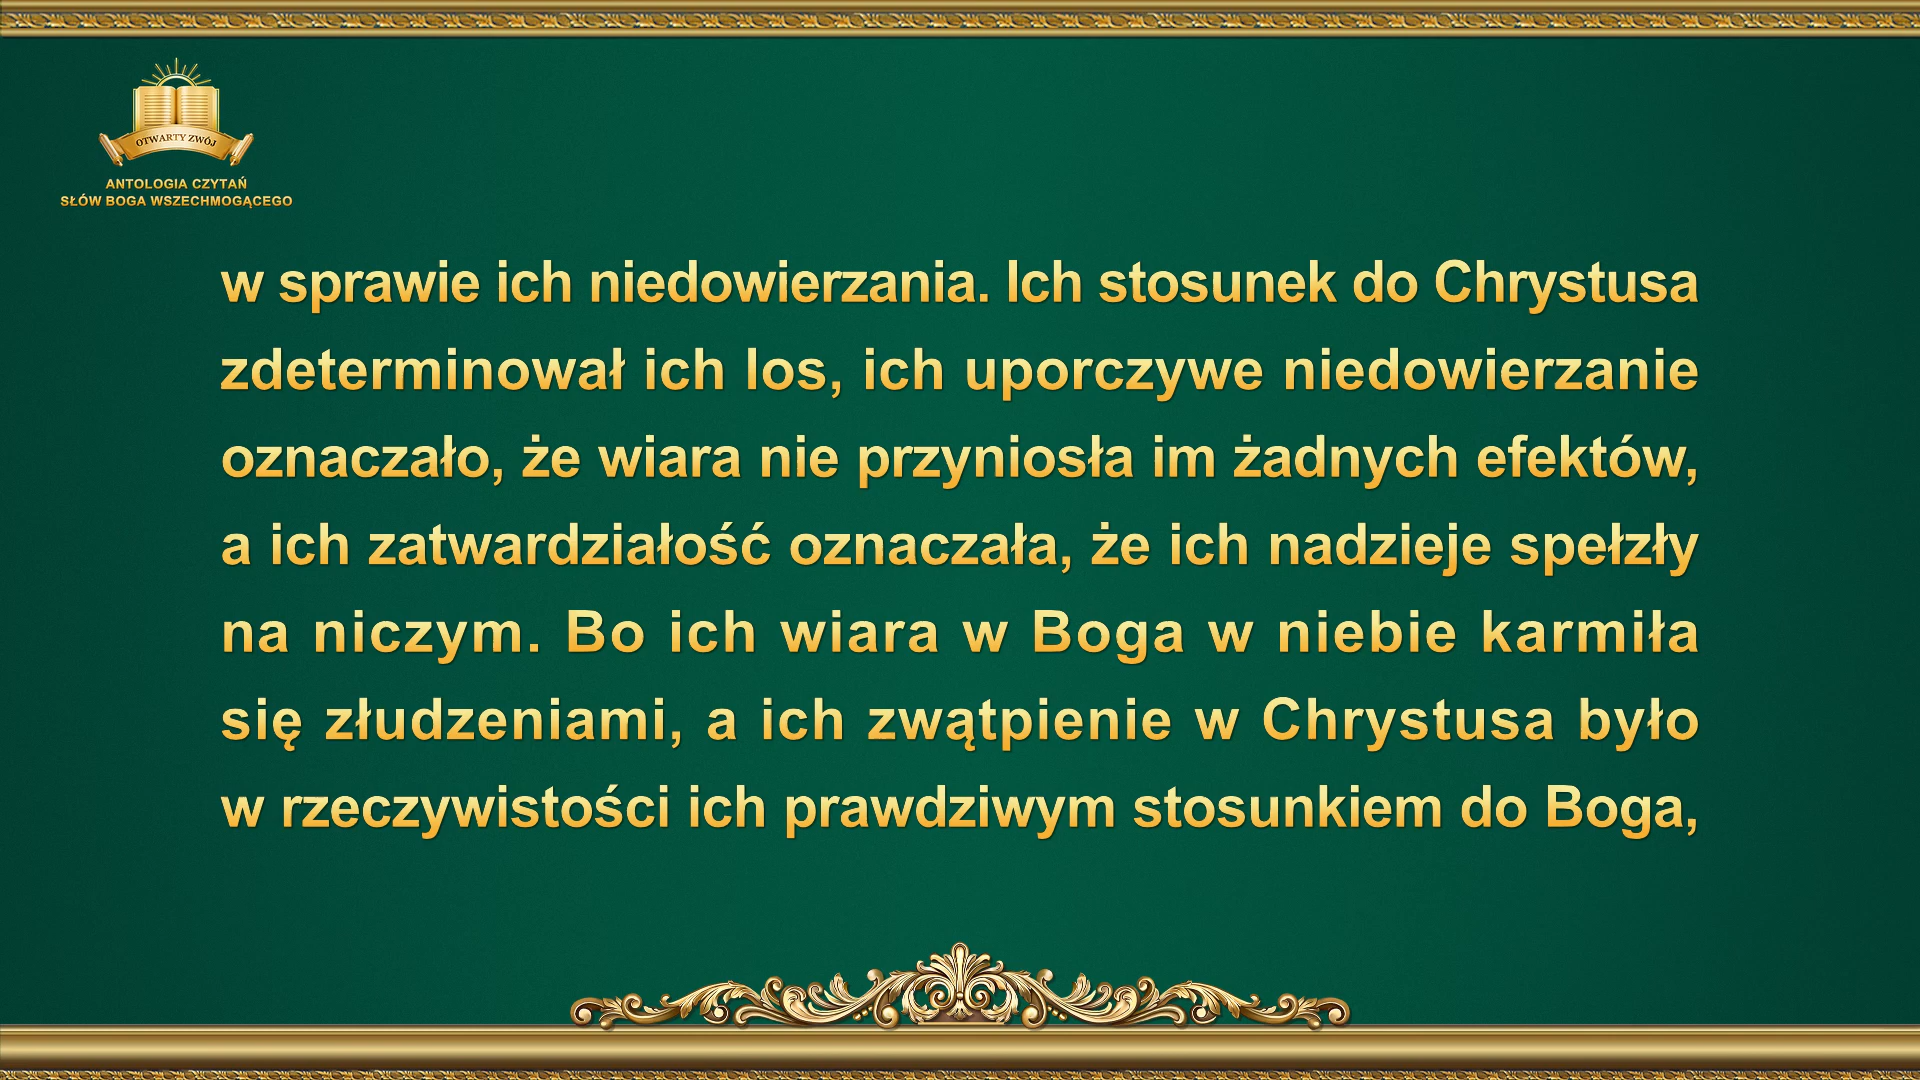 OTWARTY ZWÓJ
ANTOLOGIA CZYTAŃ
SŁÓW BOGA WSZECHMOGĄCEGO
w sprawie ich niedowierzania. Ich stosunek do Chrystusa
zdeterminował ich los, ich uporczywe niedowierzanie
oznaczało, że wiara nie przyniosła im żadnych efektów,
a ich zatwardziałość oznaczała, że ich nadzieje spełzły
na niczym. Bo ich wiara w Boga w niebie karmiła
się złudzeniami, a ich zwątpienie w Chrystusa było
w rzeczywistości ich prawdziwym stosunkiem do Boga,